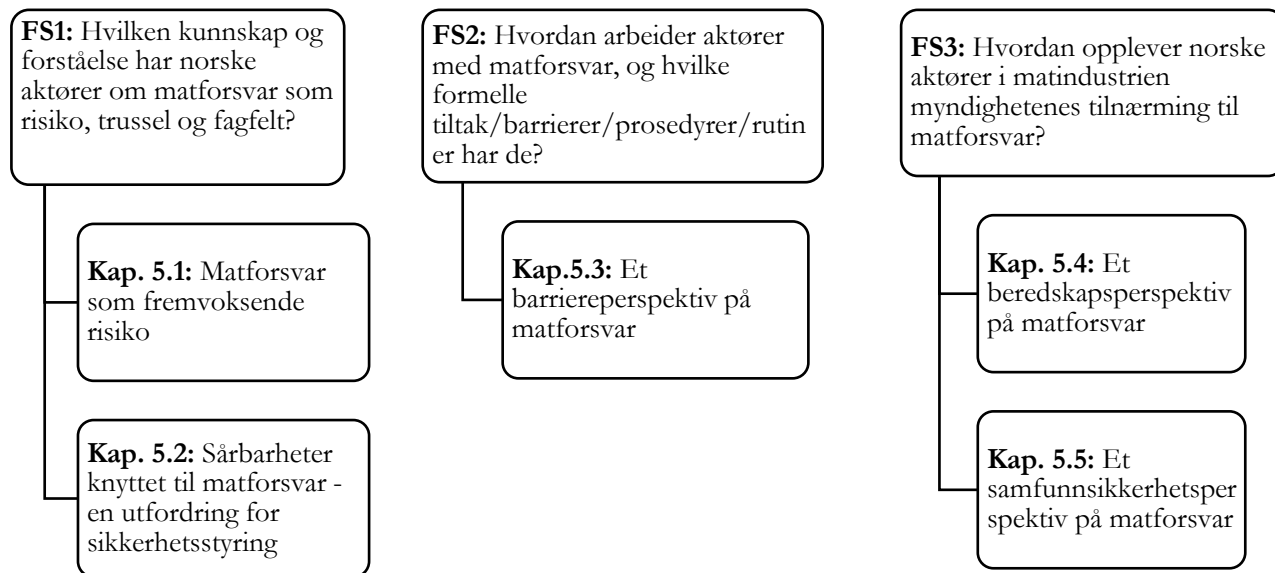 FS1: Hvilken kunnskap og
forståelse har norske
aktører om matforsvar som
risiko, trussel og fagfelt?
Kap. 5.1: Matforsvar
som fremvoksende
risiko
Kap. 5.2: Sårbarheter
knyttet til matforsvar -
en utfordring for
sikkerhetsstyring
FS2: Hvordan arbeider aktører
med matforsvar, og hvilke
formelle
tiltak/barrierer/prosedyrer/rutin
er har de?
Kap.5.3: Et
barriereperspektiv på
matforsvar
FS3: Hvordan opplever norske
aktører i matindustrien
myndighetenes tilnærming til
matforsvar?
Kap. 5.4: Et
beredskapsperspektiv
på matforsvar
Kap. 5.5: Et
samfunnsikkerhetsper
spektiv på matforsvar